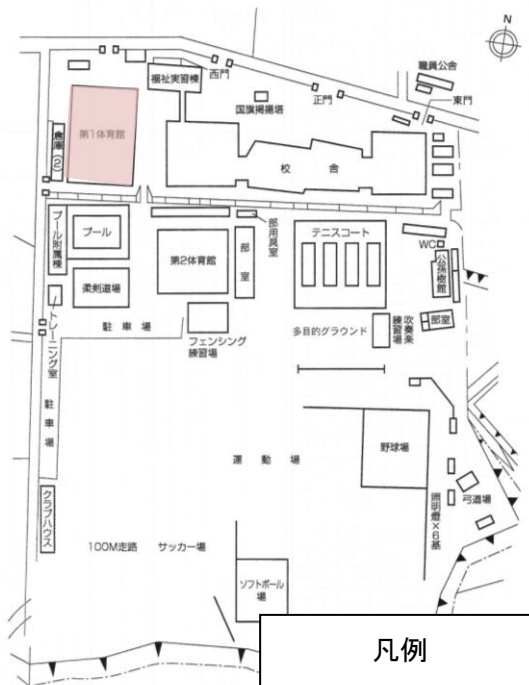 N
職員公舎
西門
福祉実習棟
正門
東門
国旗掲揚塔
第1体育館
倉庫(2)
校舎
部用具室
プール附属棟
プール
テニスコート
WC
第2体育館
部室
公孫樹館
柔剣道場
トレーニング室
駐車場
フェンシング
練習場
多目的グラウンド
吹奏楽
練習場
部室
駐車場
運動場
野球場
弓道場
照明燈×6基
クラブハウス
100M走路
サッカー場
ソフトボール
場
凡例